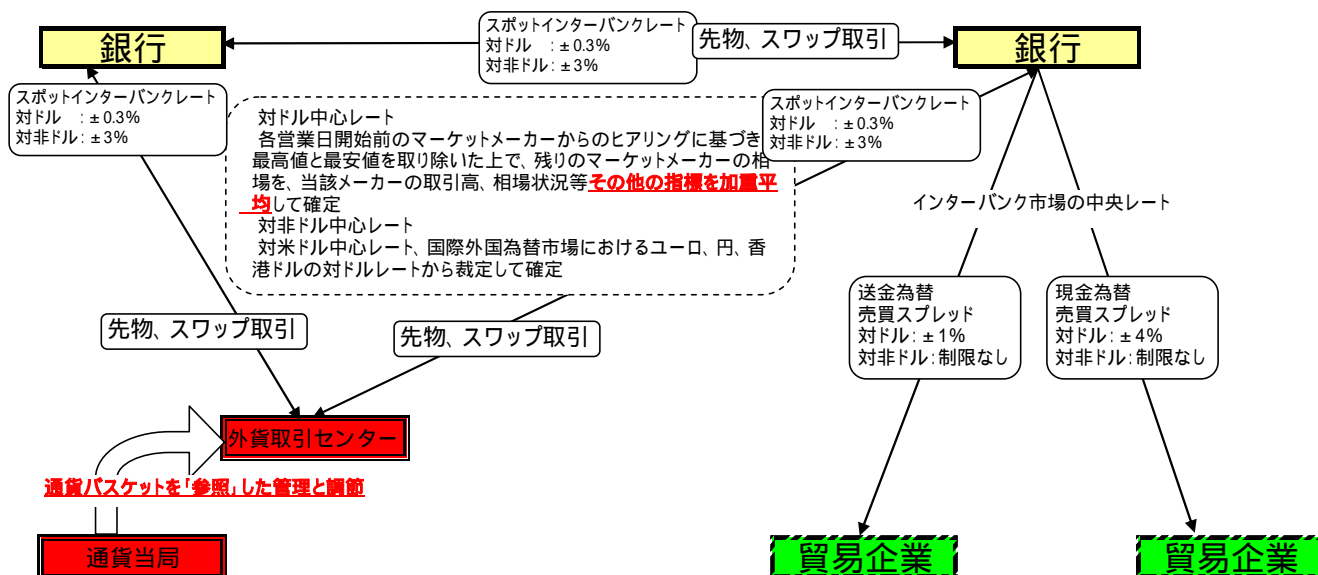 銀行
スポットインターバンクレート
対ドル　：±0.3%
対非ドル：±3%
先物、スワップ取引
銀行
スポットインターバンクレート
対ドル　：±0.3%
対非ドル：±3%
対ドル中心レート
各営業日開始前のマーケットメーカーからのヒアリングに基づき
最高値と最安値を取り除いた上で、残りのマーケットメーカーの相
場を、当該メーカーの取引高、相場状況等その他の指標を加重平
均して確定
対非ドル中心レート
対米ドル中心レート、国際外国為替市場におけるユーロ、円、香
港ドルの対ドルレートから裁定して確定
スポットインターバンクレート
対ドル　：±0.3%
対非ドル：±3%
インターバンク市場の中央レート
送金為替
売買スプレッド
対ドル：±1%
対非ドル：制限なし
現金為替
売買スプレッド
対ドル：±4%
対非ドル：制限なし
先物、スワップ取引
先物、スワップ取引
外貨取引センター
通貨バスケットを「参照」した管理と調節
通貨当局
貿易企業
貿易企業